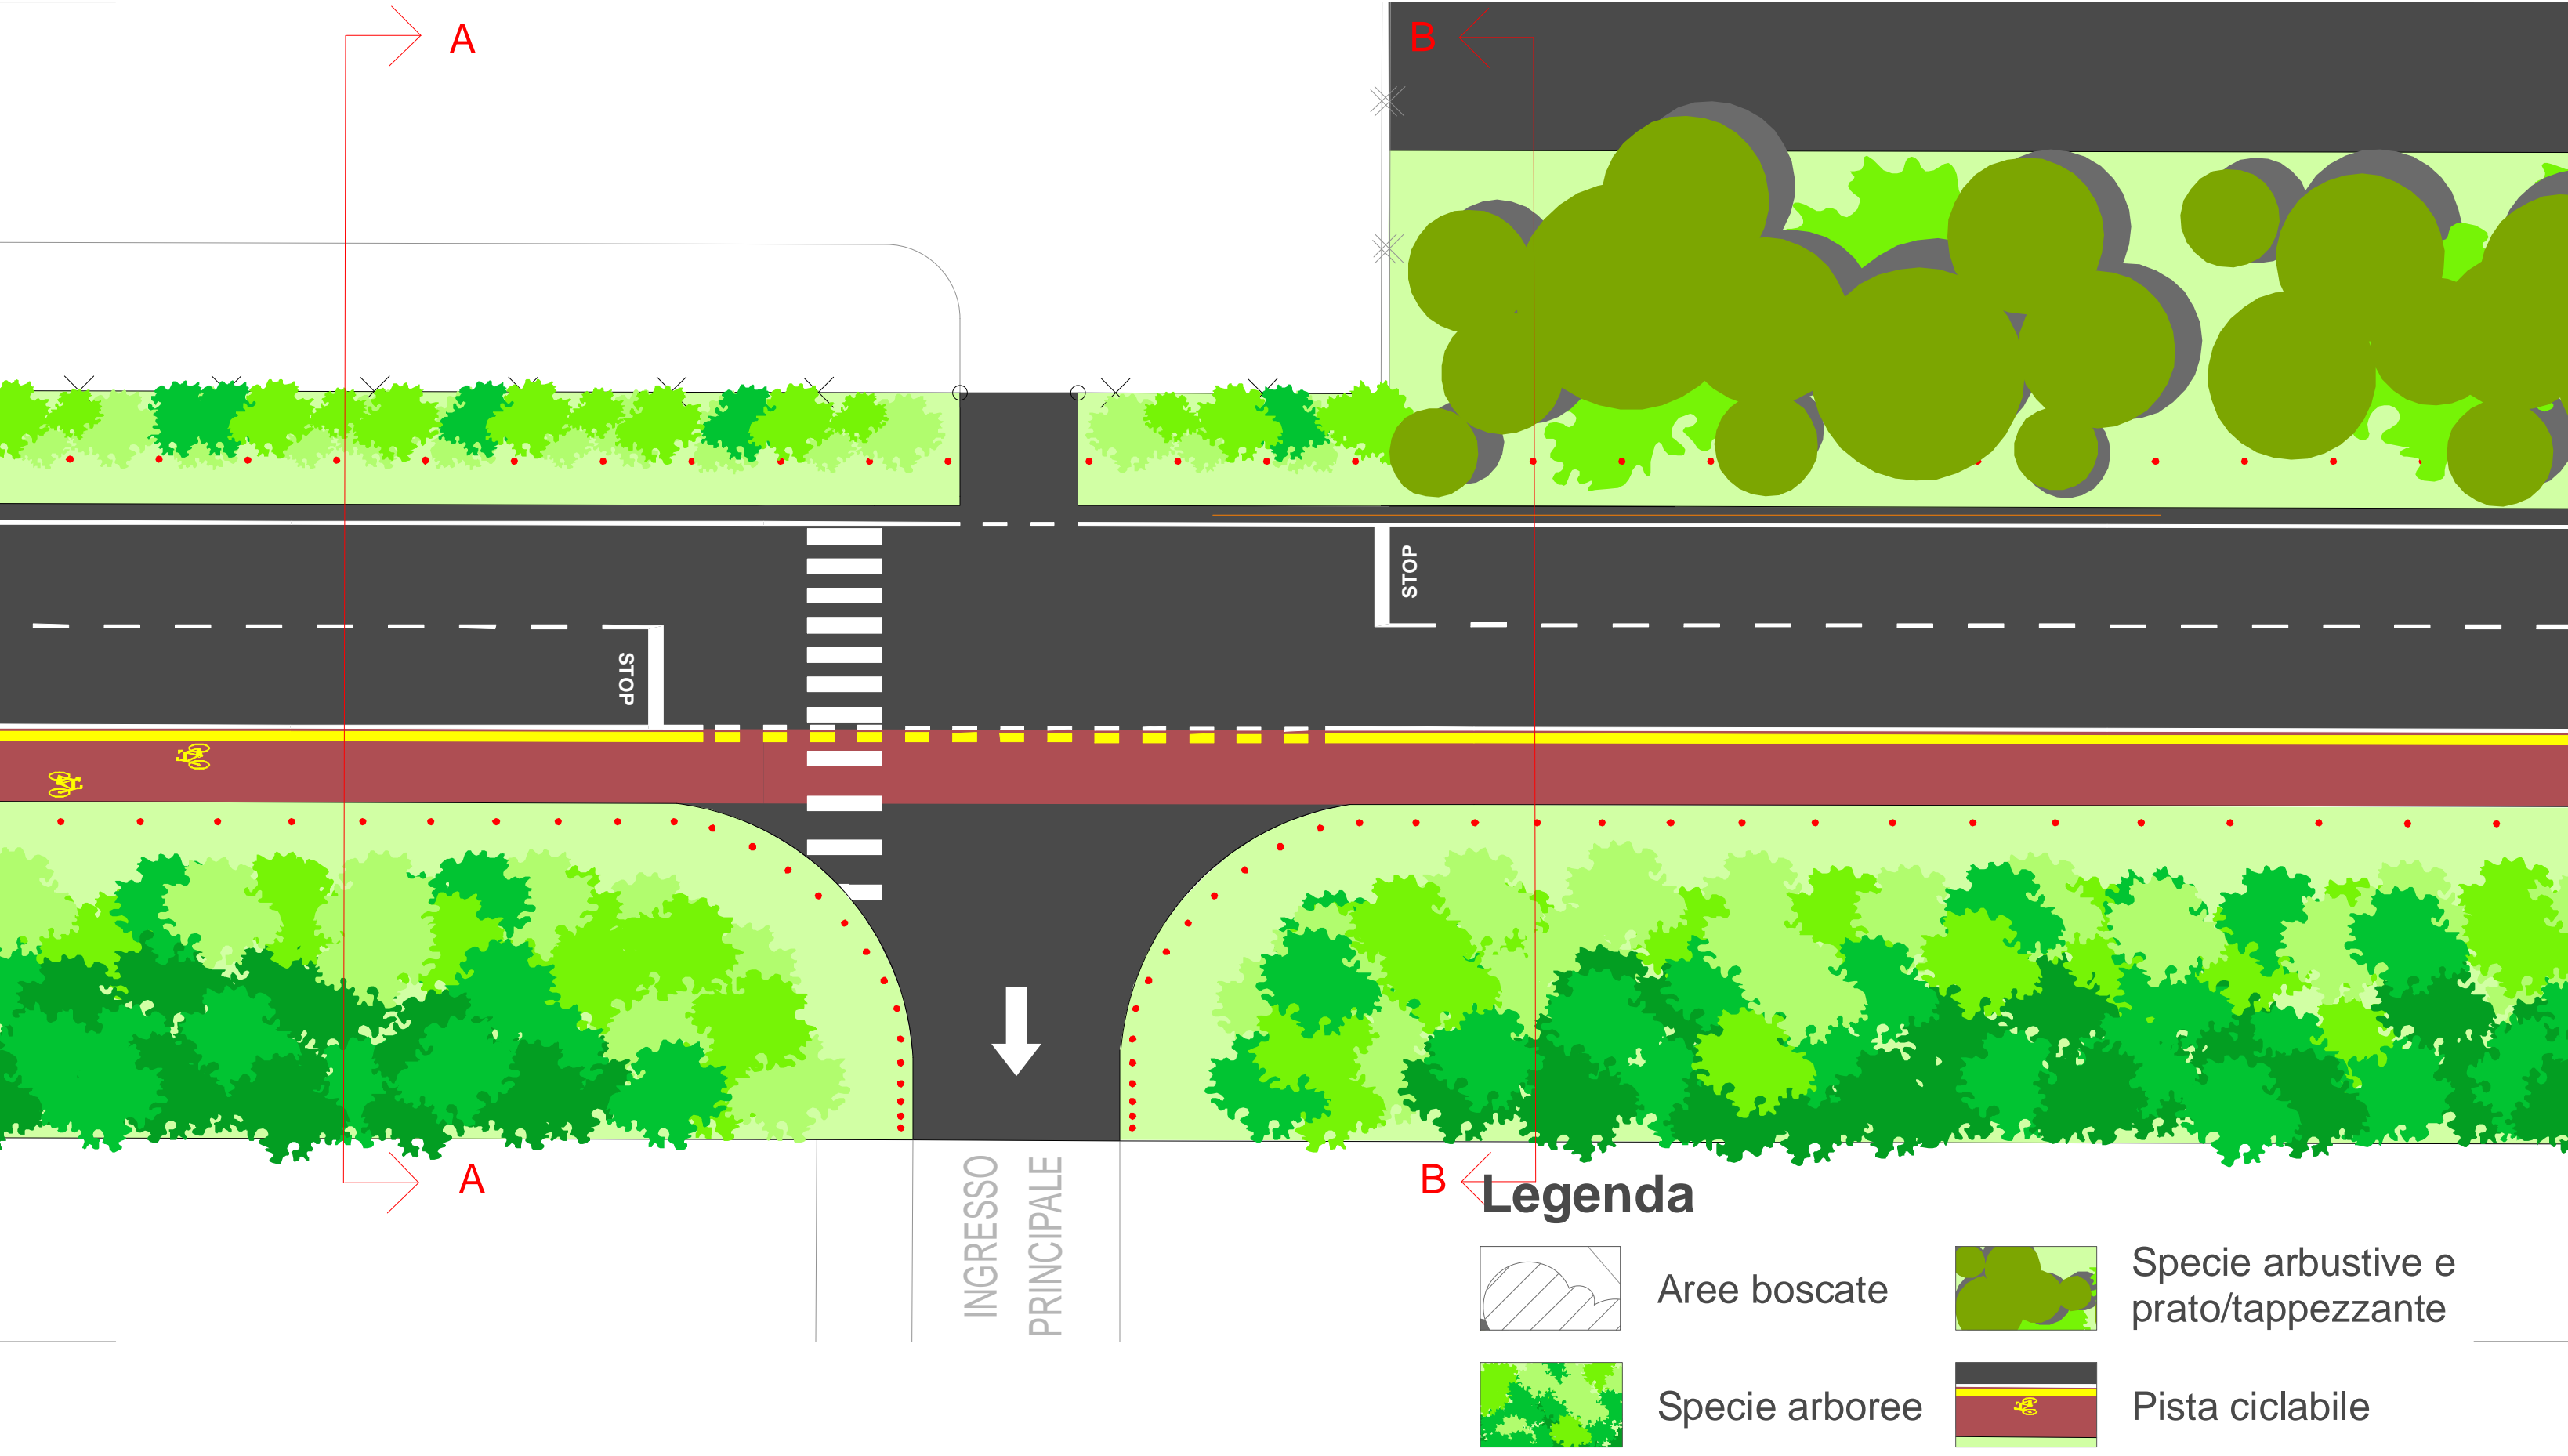 A
B
STOP
STOP
A
B
INGRESSO
PRINCIPALE
Legenda
Aree boscate
Specie arbustive e
prato/tappezzante
Specie arboree
Pista ciclabile